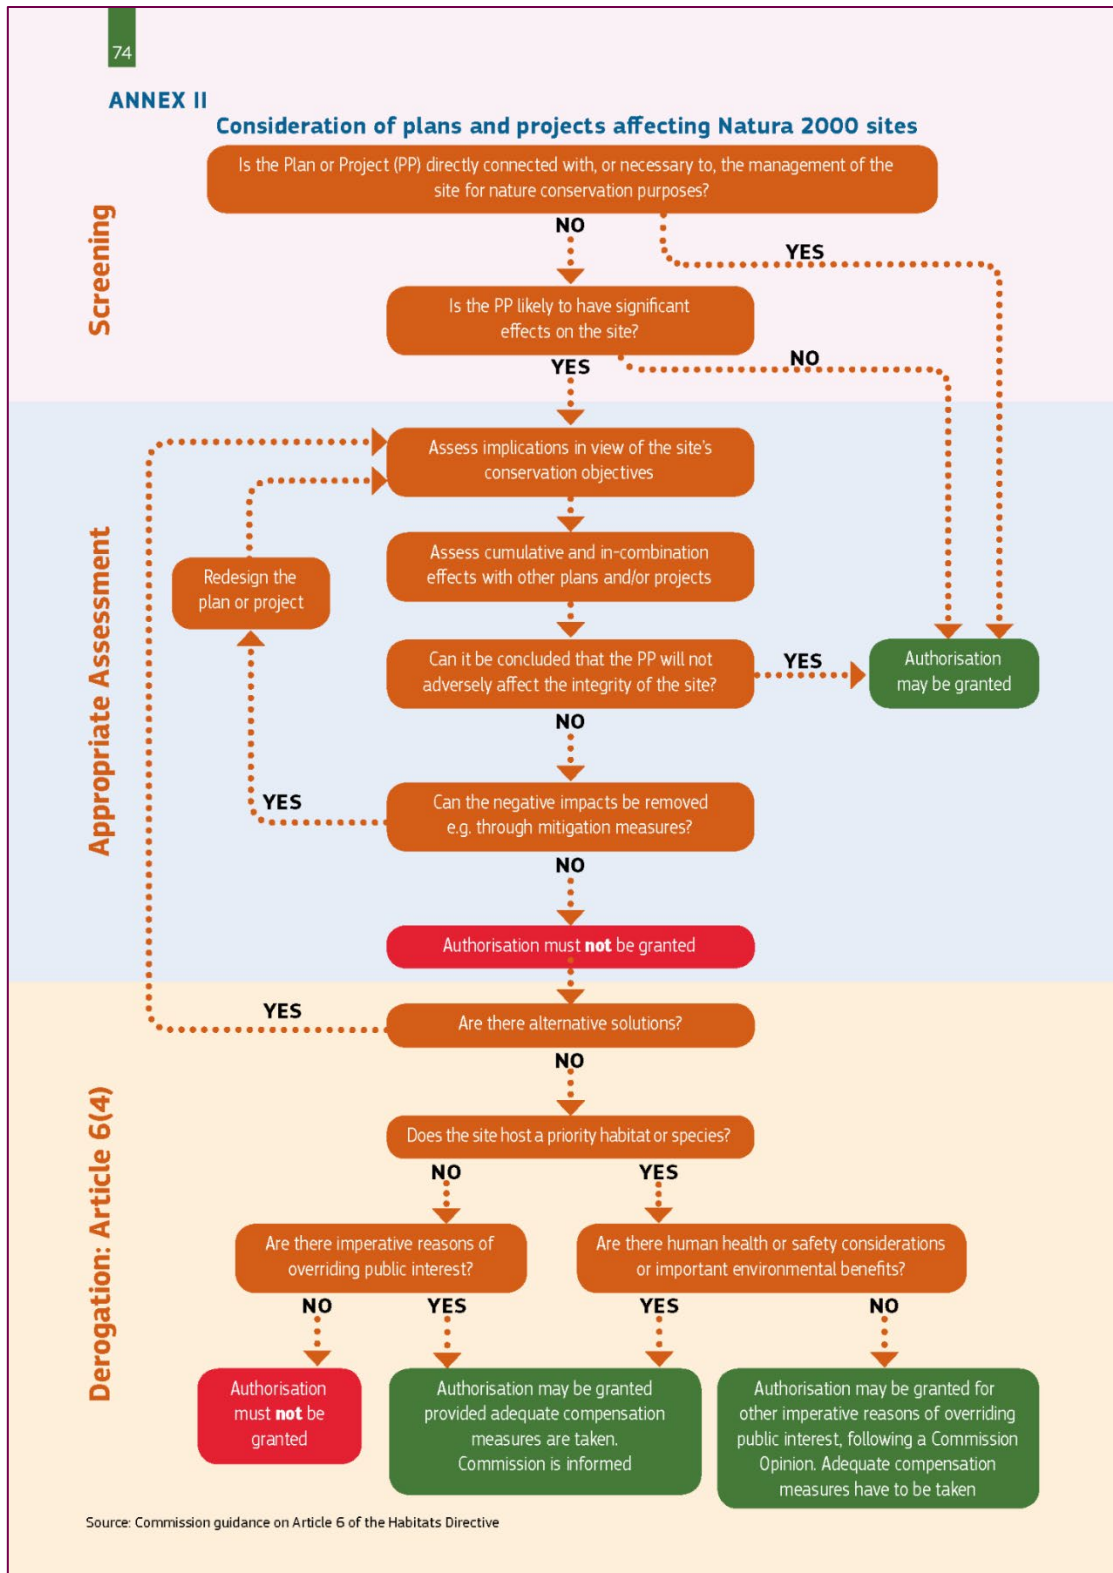 74
ANNEX II
Consideration of plans and projects affecting Natura 2000 sites
Screening
Is the Plan or Project (PP) directly connected with, or necessary to, the management of the
site for nature conservation purposes?
NO
YES
Is the PP likely to have significant
effects on the site?
YES
NO
Appropriate Assessment
Assess implications in view of the site's
conservation objectives
Assess cumulative and in-combination
effects with other plans and/or projects
Redesign the
plan or project
Can it be concluded that the PP will not
adversely affect the integrity of the site?
YES
Authorisation
may be granted
NO
Can the negative impacts be removed
e.g. through mitigation measures?
YES
NO
Authorisation must not be granted
Derogation: Article 6(4)
Are there alternative solutions?
YES
NO
Does the site host a priority habitat or species?
NO
YES
Are there imperative reasons of
overriding public interest?
Are there human health or safety considerations
or important environmental benefits?
NO
YES
YES
NO
Authorisation
must not be
granted
Authorisation may be granted
provided adequate compensation
measures are taken.
Commission is informed
Authorisation may be granted for
other imperative reasons of overriding
public interest, following a Commission
Opinion. Adequate compensation
measures have to be taken
Source: Commission guidance on Article 6 of the Habitats Directive